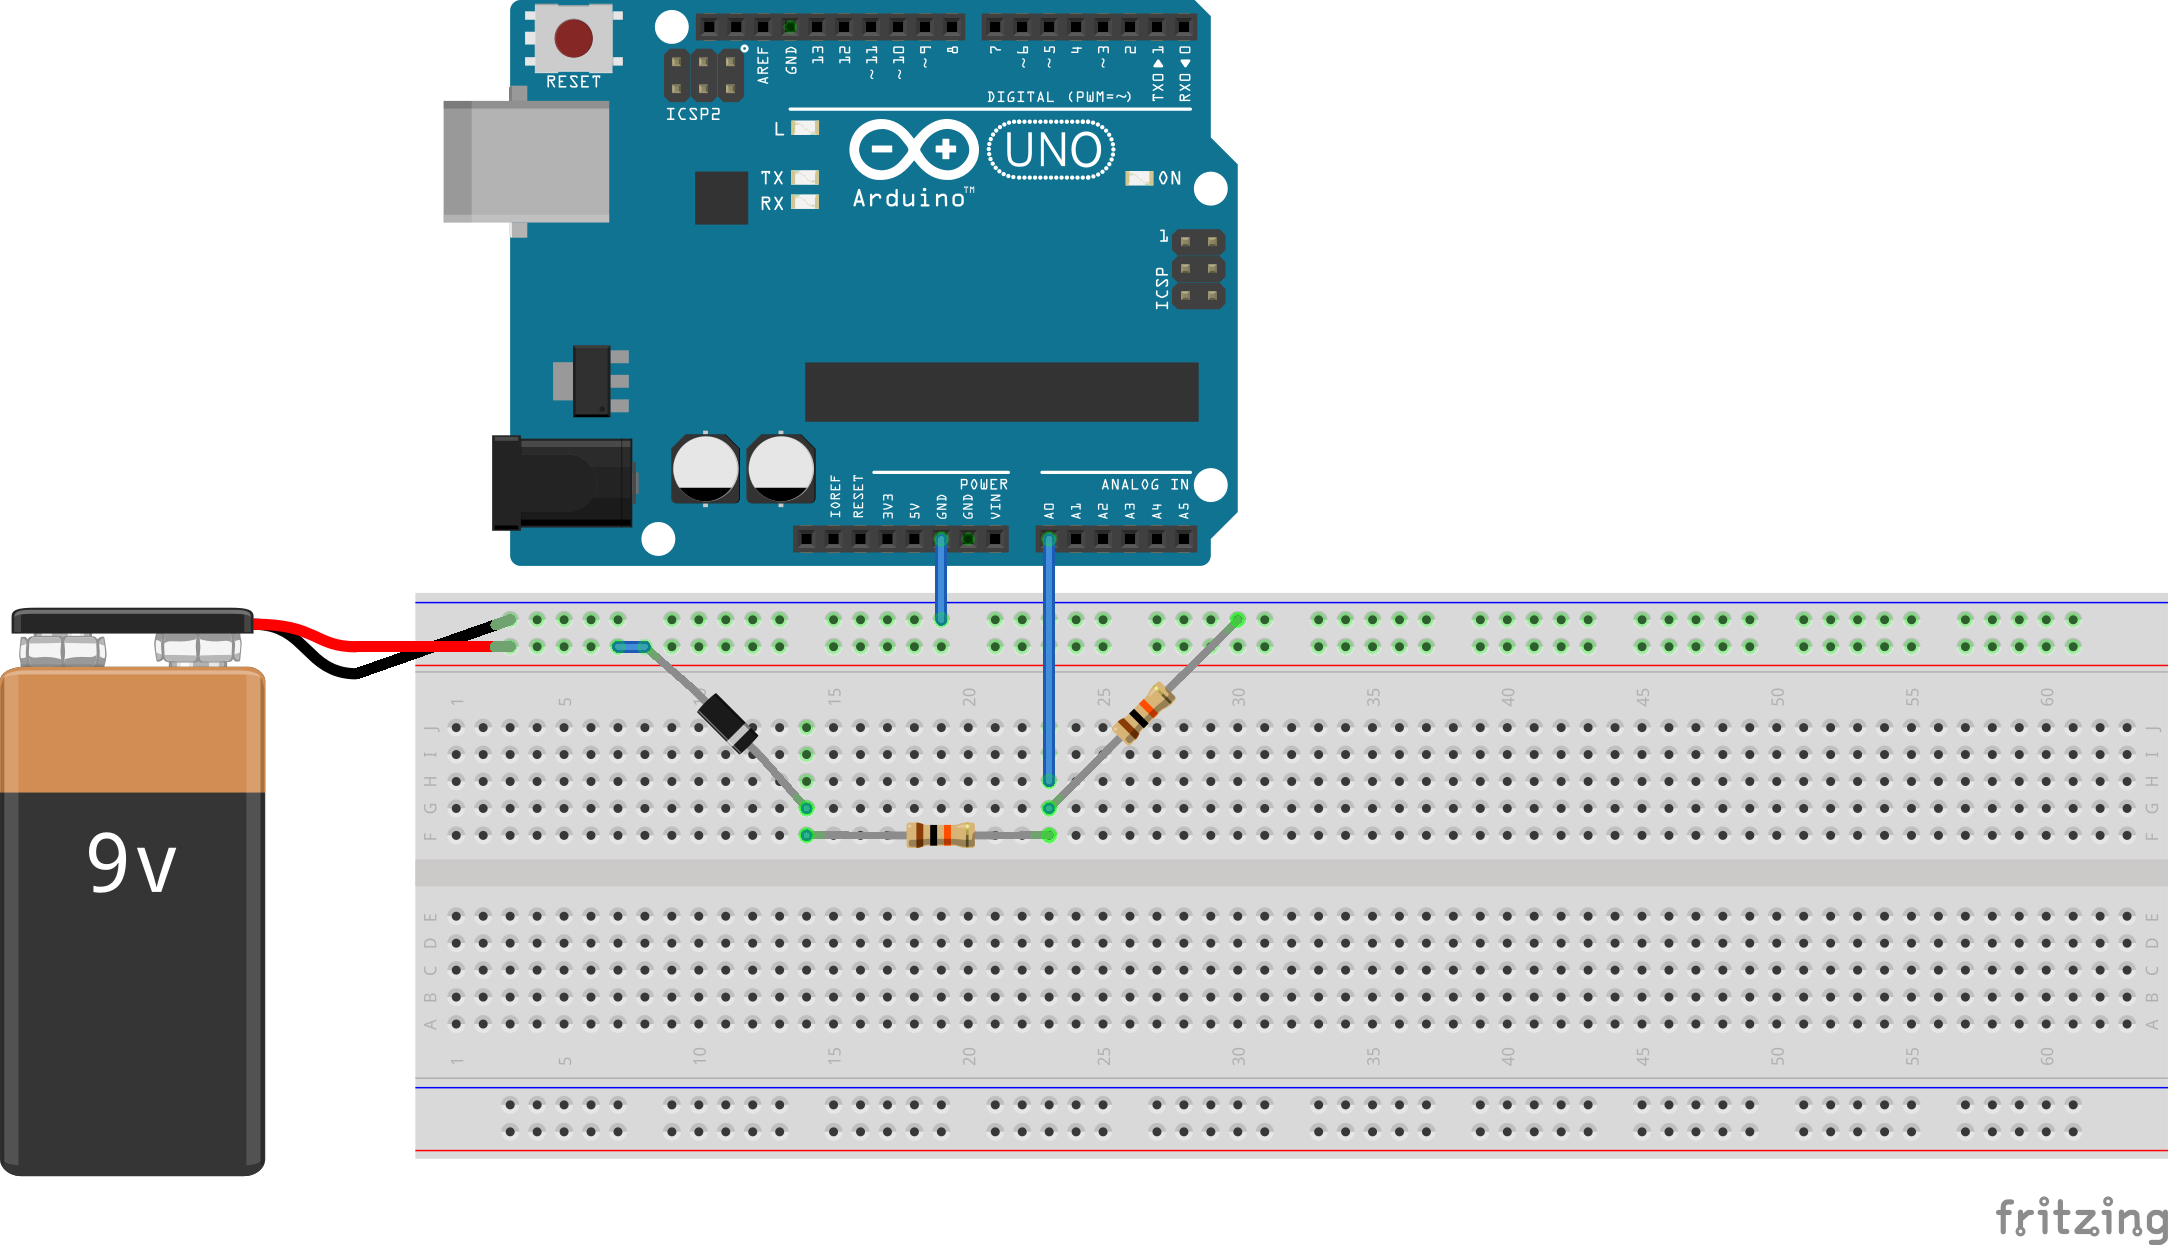 RESET
ICSP2
AREF
GND
13
12
~11
~10
~9
8
7
~6
~5
4
~3
2
TX0▶1
RX0◀0
DIGITAL (PWM=~)
L
TX
RX
UNO
Arduino™
ON
1
ICSP
POWER
ANALOG IN
IOREF
RESET
3V3
5V
GND
GND
VIN
A0
A1
A2
A3
A4
A5
9v
1 5 15 20 25 30 35 40 45 50 55 60
J J
I I
H H
G G
F F
E E
D D
C C
B B
A A
1 5 10 15 20 25 30 35 40 45 50 55 60
fritzing